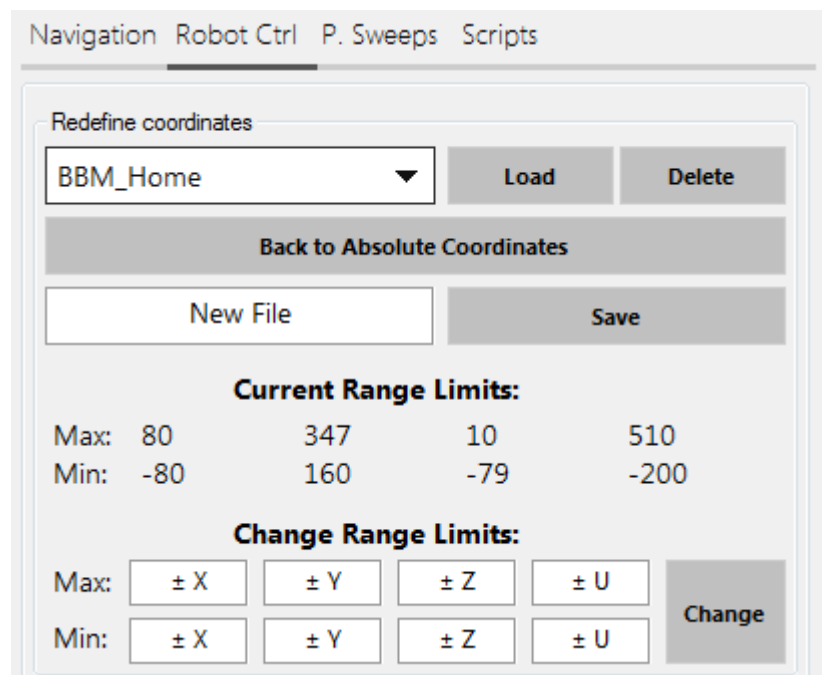 Navigation Robot Ctrl P. Sweeps Scripts
Redefine coordinates
BBM_Home Load Delete
Back to Absolute Coordinates
New File Save
Current Range Limits:
Max: 80 347 10 510
Min: -80 160 -79 -200
Change Range Limits:
Max: ± X ± Y ± Z ± U
Change
Min: ± X ± Y ± Z ± U